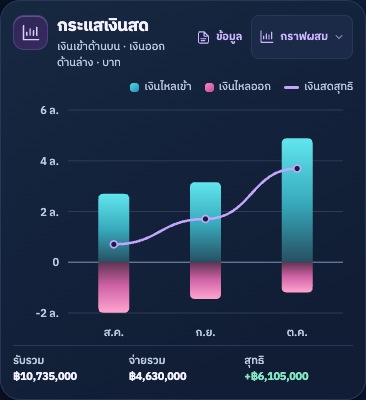 กระแสเงินสด
เงินเข้าด้านบน · เงินออก
ด้านล่าง · บาท
ข้อมูล
กราฟผสม
เงินไหลเข้า
เงินไหลออก
เงินสดสุทธิ
6 ล.
4 ล.
2 ล.
0
-2 ล.
ส.ค.
ก.ย.
ต.ค.
รับรวม
จ่ายรวม
สุทธิ
฿10,735,000
฿4,630,000
+฿6,105,000